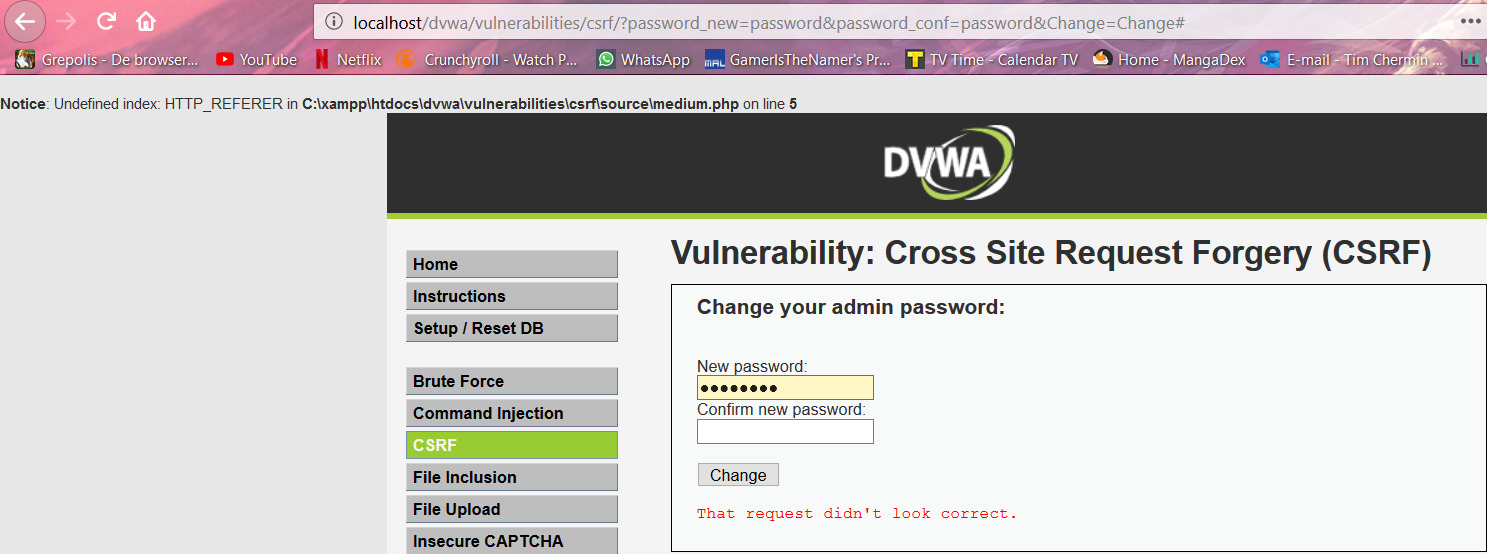 localhost/dvwa/vulnerabilities/csrf/?password_new=password&password_conf=password&Change=Change#
Grepolis - De browser... YouTube Netflix Crunchyroll - Watch P... WhatsApp MAL GamerIsTheNamer's Pr... T TV Time - Calendar TV Home - MangaDex E-mail - Tim Chermin ...
Notice: Undefined index: HTTP_REFERER in C:\xampp\htdocs\dvwa\vulnerabilities\csrf\source\medium.php on line 5
DVWA
Vulnerability: Cross Site Request Forgery (CSRF)
Home
Instructions
Setup / Reset DB
Brute Force
Command Injection
CSRF
File Inclusion
File Upload
Insecure CAPTCHA
Change your admin password:
New password:
••••••••
Confirm new password:
Change
That request didn't look correct.